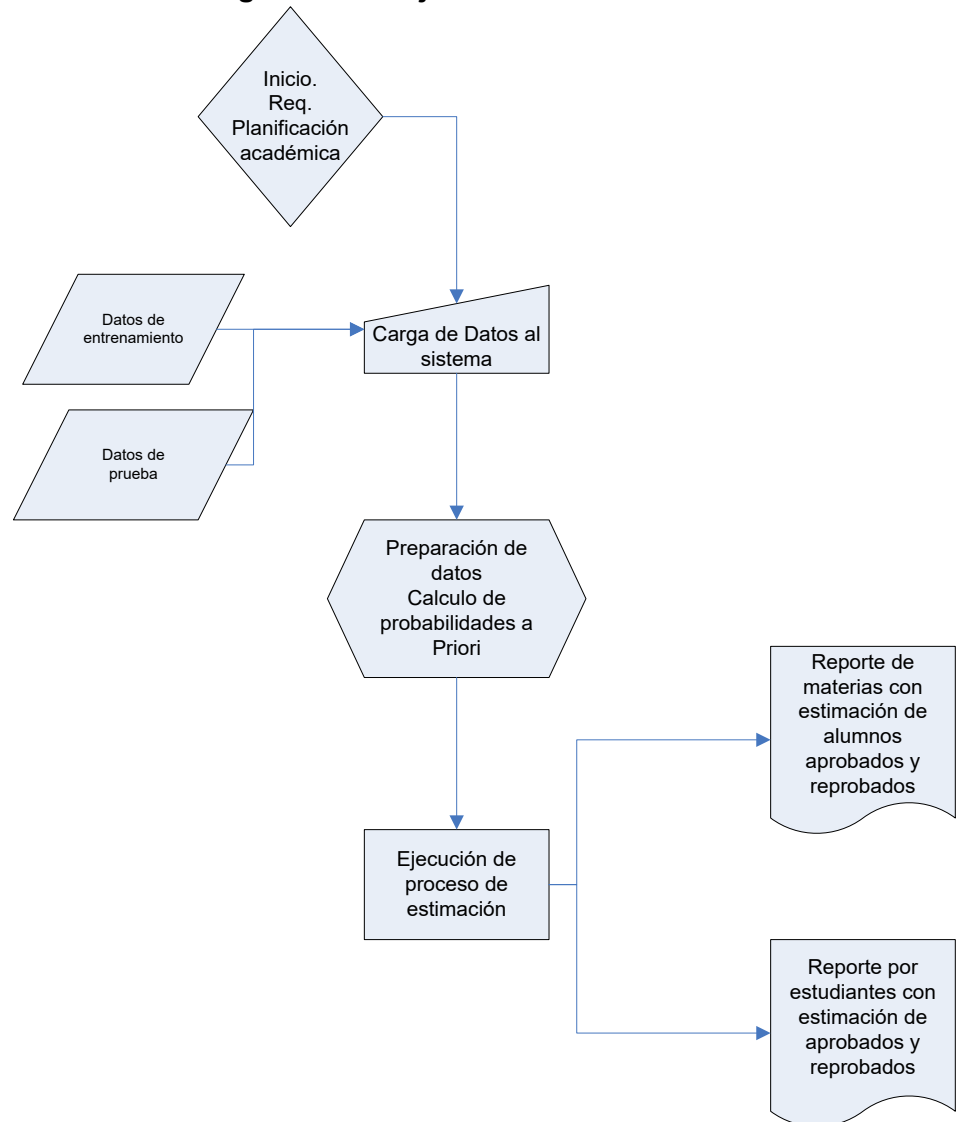 Inicio.
Req.
Planificación
académica
Datos de
entrenamiento
Carga de Datos al
sistema
Datos de
prueba
Preparación de
datos
Calculo de
probabilidades a
Priori
Reporte de
materias con
estimación de
alumnos
aprobados y
reprobados
Ejecución de
proceso de
estimación
Reporte por
estudiantes con
estimación de
aprobados y
reprobados